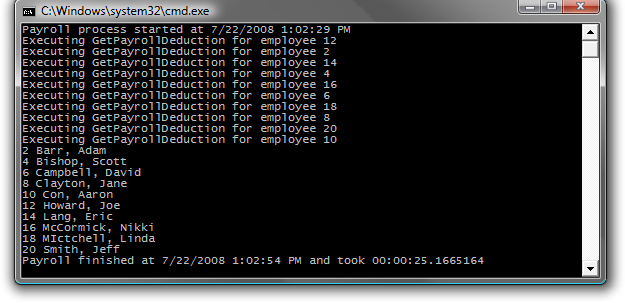 C:\Windows\system32\cmd.exe
Payroll process started at 7/22/2008 1:02:29 PM
Executing GetPayrollDeduction for employee 12
Executing GetPayrollDeduction for employee 2
Executing GetPayrollDeduction for employee 14
Executing GetPayrollDeduction for employee 4
Executing GetPayrollDeduction for employee 16
Executing GetPayrollDeduction for employee 6
Executing GetPayrollDeduction for employee 18
Executing GetPayrollDeduction for employee 8
Executing GetPayrollDeduction for employee 20
Executing GetPayrollDeduction for employee 10
2 Barr, Adam
4 Bishop, Scott
6 Campbell, David
8 Clayton, Jane
10 Con, Aaron
12 Howard, Joe
14 Lang, Eric
16 McCormick, Nikki
18 MIctchell, Linda
20 Smith, Jeff
Payroll finished at 7/22/2008 1:02:54 PM and took 00:00:25.1665164